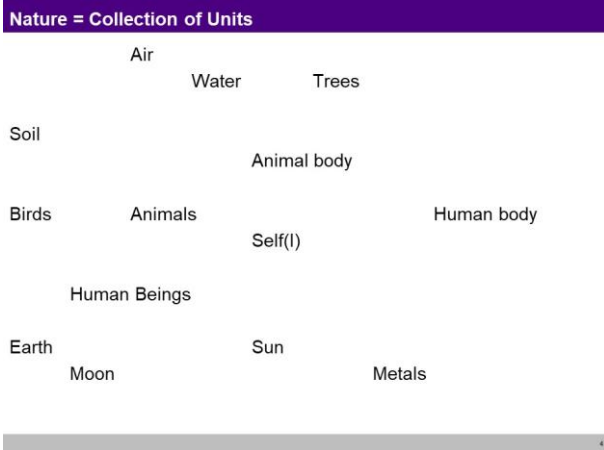 Nature = Collection of Units
Air
Water Trees
Soil
Animal body
Birds Animals Human body
Self(I)
Human Beings
Earth Sun
Moon Metals